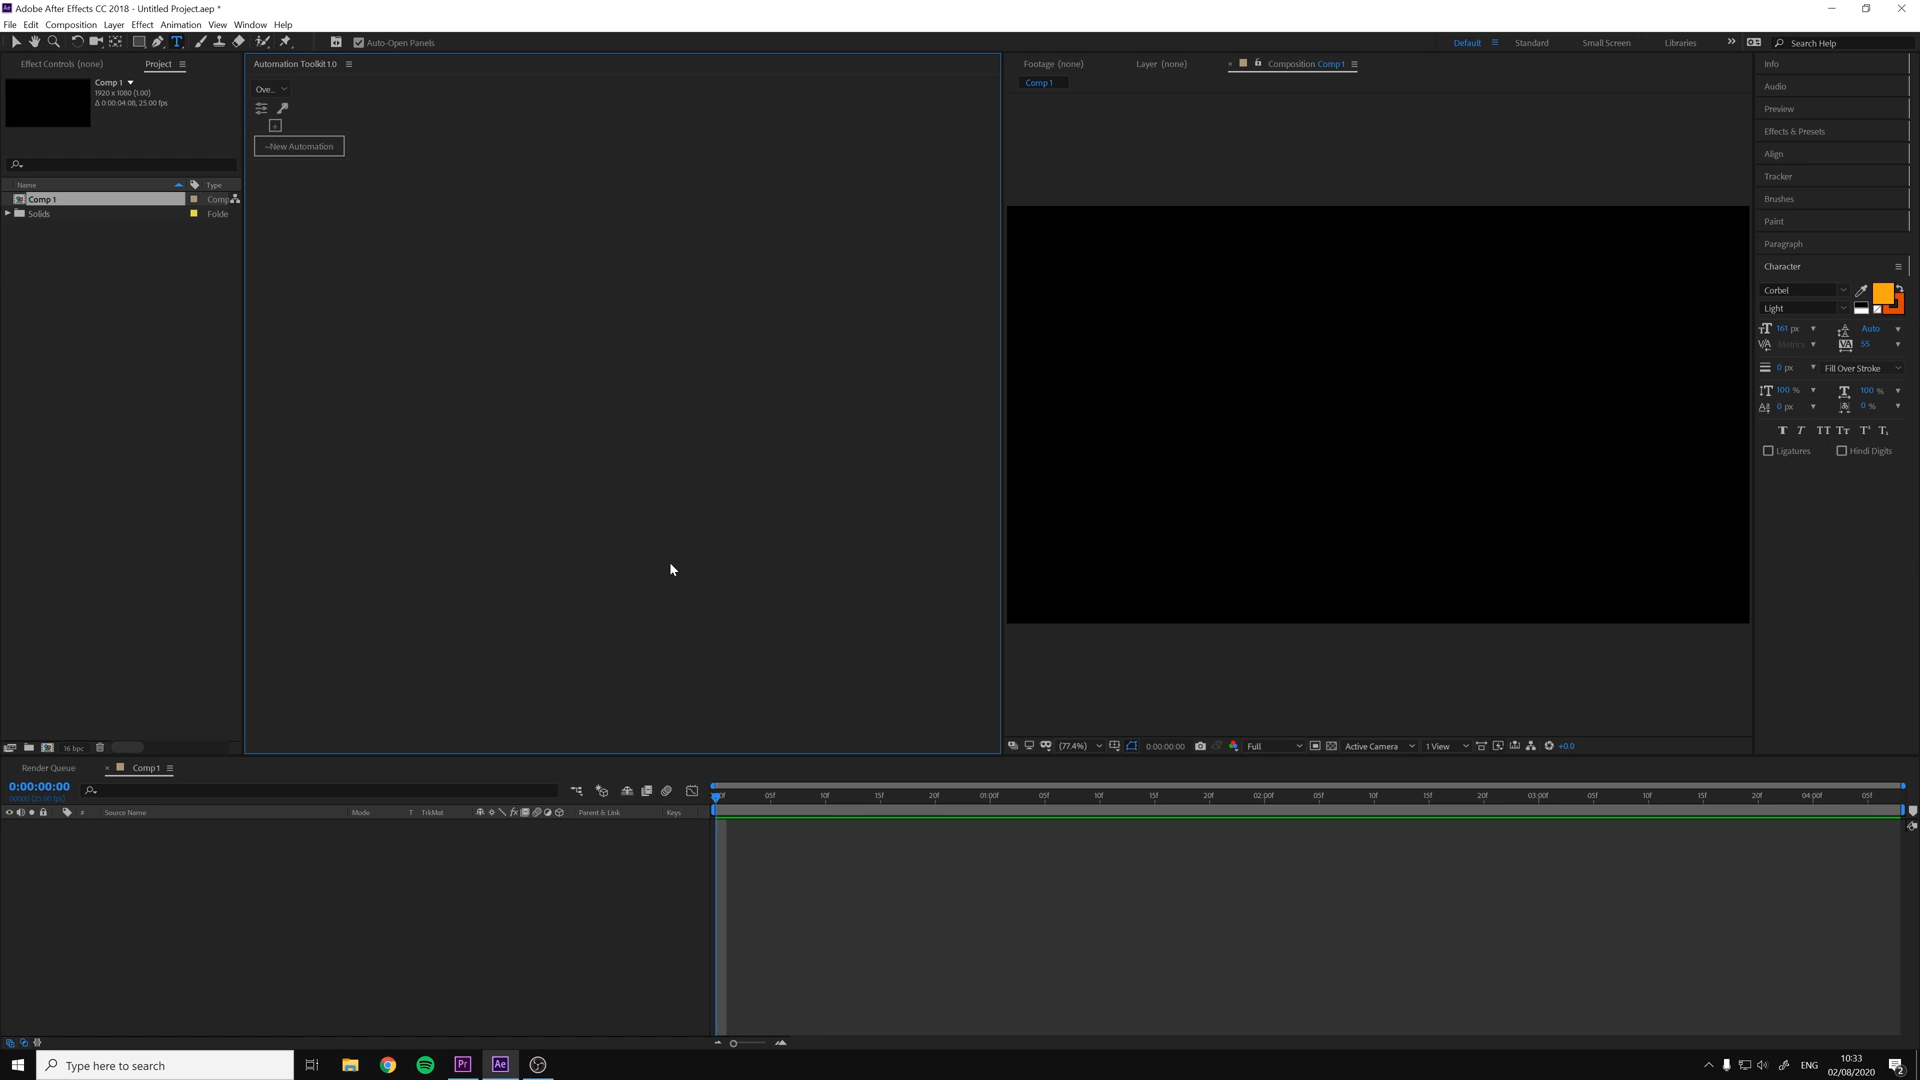 Adobe After Effects CC 2018 - Untitled Project.aep *
File Edit Composition Layer Effect Animation View Window Help
Auto-Open Panels
Default Standard Small Screen Libraries Search Help
Effect Controls (none) Project
Comp 1
1920 x 1080 (1.00)
Δ 0:00:04:08, 25.00 fps
Name Type
Comp 1 Comp
Solids Folde
16 bpc
Automation Toolkit 1.0
Ove...
~New Automation
Footage (none) Layer (none) Composition Comp 1
Comp 1
(77.4%) 0:00:00:00 Full Active Camera 1 View +0.0
Info
Audio
Preview
Effects & Presets
Align
Tracker
Brushes
Paint
Paragraph
Character
Corbel
Light
161 px Auto
Metrics 55
0 px Fill Over Stroke
100 % 100 %
0 px 0 %
Ligatures Hindi Digits
Render Queue Comp 1
0:00:00:00
00000 (25.00 fps)
# Source Name Mode T TrkMat Parent & Link Keys
05f 10f 15f 20f 01:00f 05f 10f 15f 20f 02:00f 05f 10f 15f 20f 03:00f 05f 10f 15f 20f 04:00f 05f
Type here to search
Pr Ae
ENG
10:33
02/08/2020
2